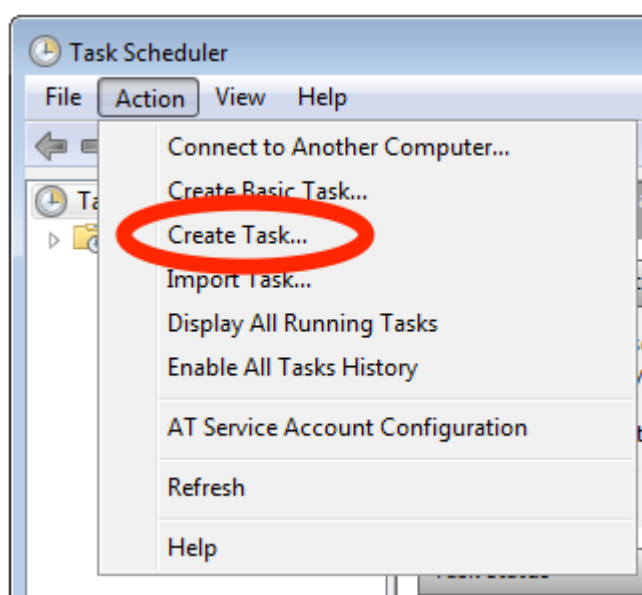 Task Scheduler
File Action View Help
Connect to Another Computer...
Create Basic Task...
Create Task...
Import Task...
Display All Running Tasks
Enable All Tasks History
AT Service Account Configuration
Refresh
Help